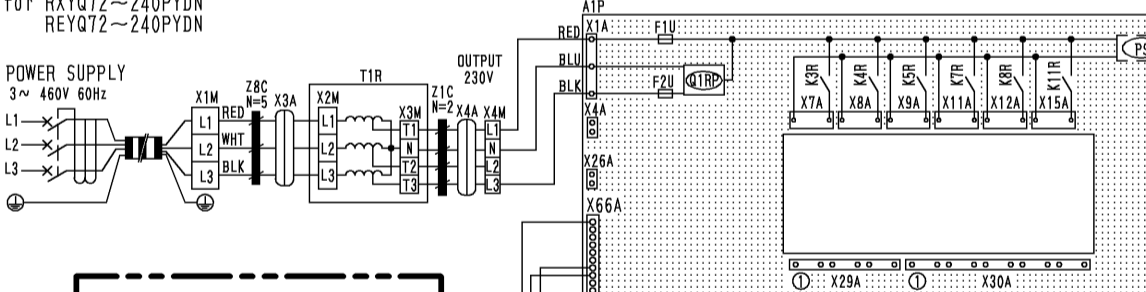 for RXYQ72~240PYDN
REYQ72~240PYDN
POWER SUPPLY
3~ 460V 60Hz
L1
L2
L3
X1M
L1
L2
L3
RED
WHT
BLK
Z8C
N=5
X3A
T1R
X2M
L1
L2
L3
X3M
T1
N
T2
T3
Z1C
N=2
X4A
OUTPUT
230V
X4M
L1
N
L2
L3
RED
BLU
BLK
A1P
X1A
F1U
F2U
Q1RP
X4A
X26A
X66A
K3R
K4R
K5R
K7R
K8R
K11R
PS
X7A
X8A
X9A
X11A
X12A
X15A
1 X29A
1 X30A